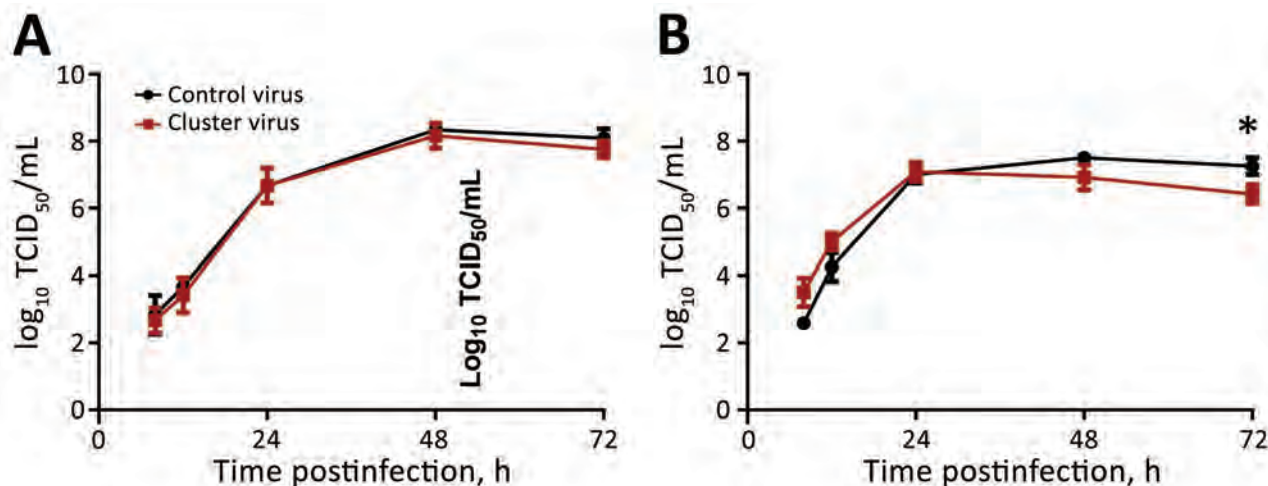 A
log10 TCID50/mL
10
8
6
4
2
0
Control virus
Cluster virus
Log10 TCID50/mL
0
24
48
72
Time postinfection, h
B
log10 TCID50/mL
10
8
6
4
2
0
*
0
24
48
72
Time postinfection, h